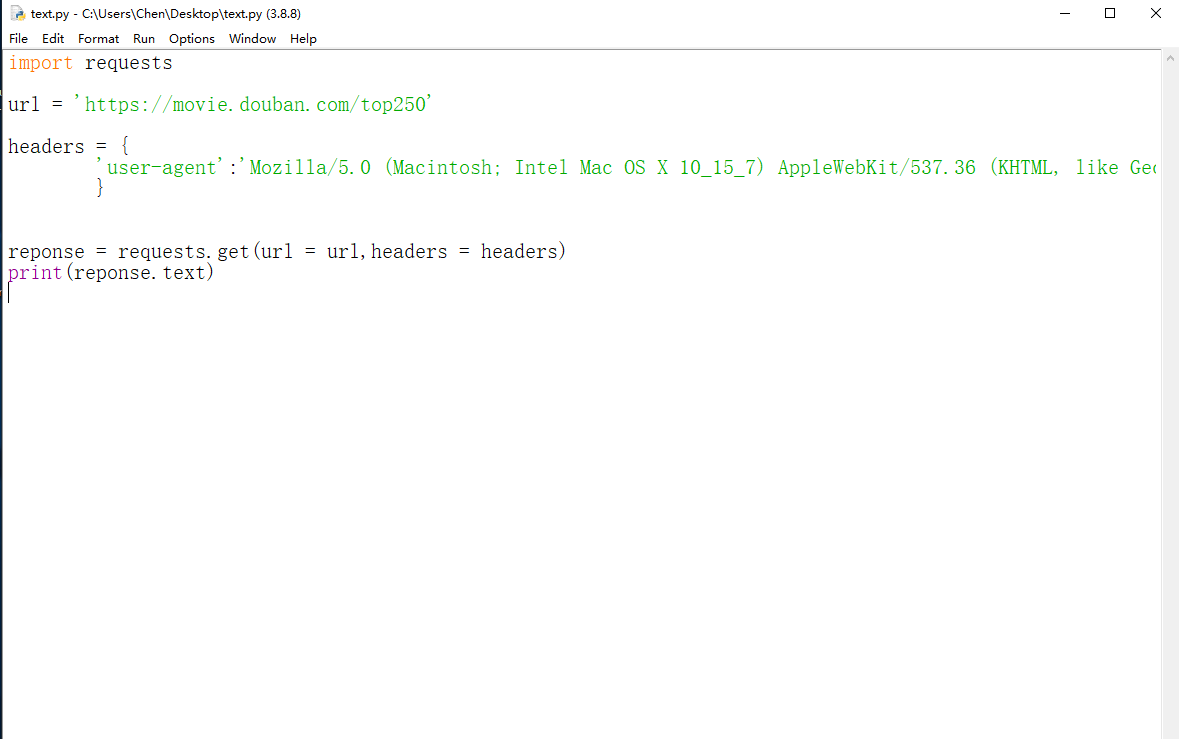 text.py - C:\Users\Chen\Desktop\text.py (3.8.8)
File Edit Format Run Options Window Help
import requests
url = 'https://movie.douban.com/top250'
headers = {
'user-agent':'Mozilla/5.0 (Macintosh; Intel Mac OS X 10_15_7) AppleWebKit/537.36 (KHTML, like Gec
}
reponse = requests.get(url = url,headers = headers)
print(reponse.text)